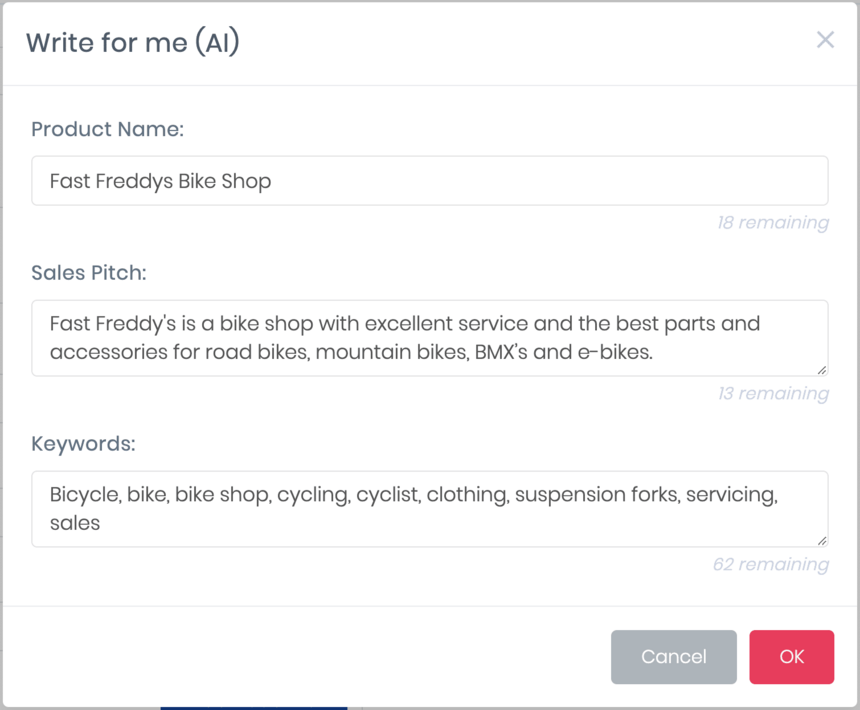 Write for me (AI)
Product Name:
Fast Freddys Bike Shop
18 remaining
Sales Pitch:
Fast Freddy's is a bike shop with excellent service and the best parts and
accessories for road bikes, mountain bikes, BMX's and e-bikes.
13 remaining
Keywords:
Bicycle, bike, bike shop, cycling, cyclist, clothing, suspension forks, servicing,
sales
62 remaining
Cancel
OK